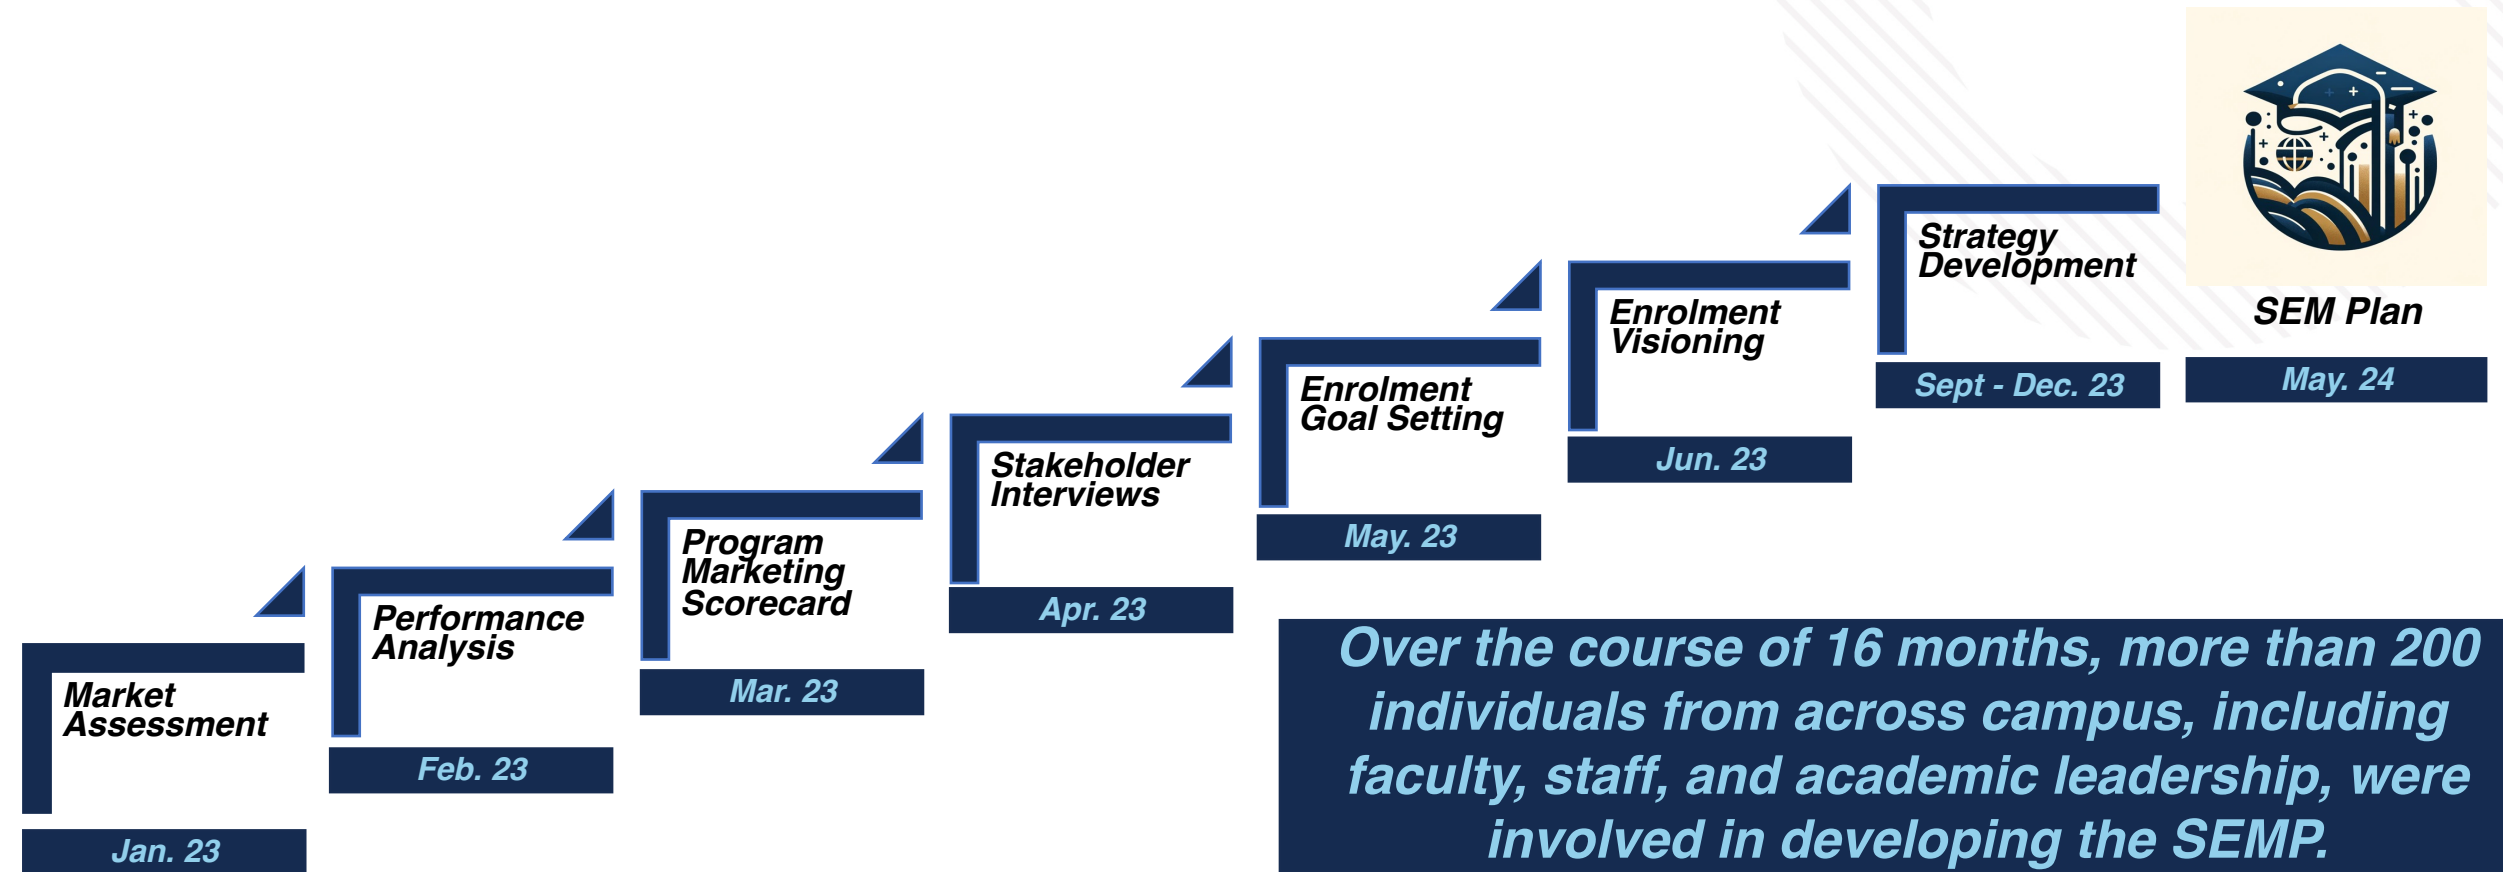 Market
Assessment
Jan. 23
Performance
Analysis
Feb. 23
Program
Marketing
Scorecard
Mar. 23
Stakeholder
Interviews
Apr. 23
Enrolment
Goal Setting
May. 23
Enrolment
Visioning
Jun. 23
Strategy
Development
Sept - Dec. 23
SEM Plan
May. 24
Over the course of 16 months, more than 200
individuals from across campus, including
faculty, staff, and academic leadership, were
involved in developing the SEMP.